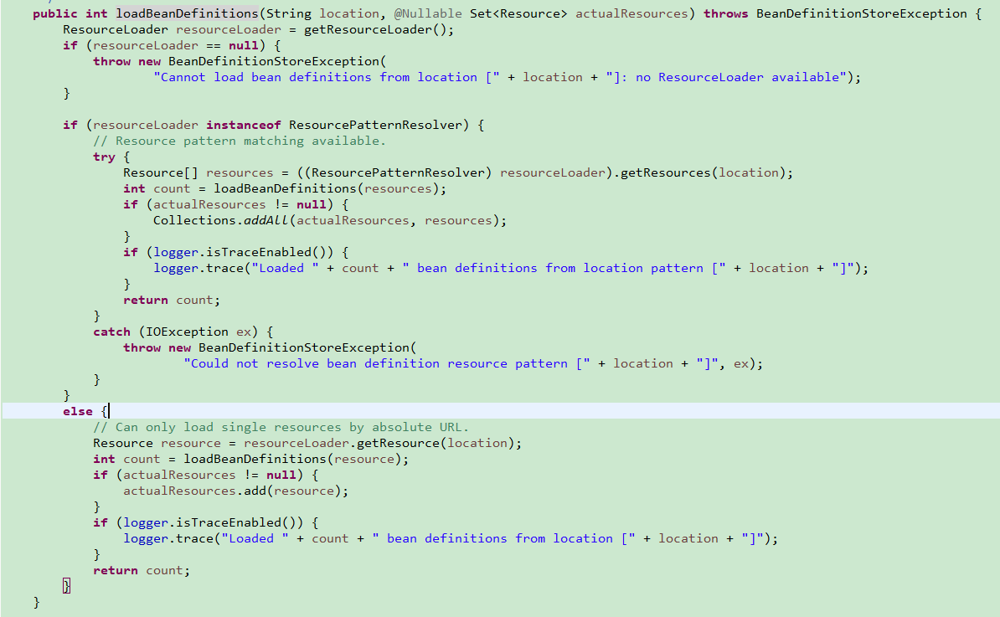 public int loadBeanDefinitions(String location, @Nullable Set<Resource> actualResources) throws BeanDefinitionStoreException {
ResourceLoader resourceLoader = getResourceLoader();
if (resourceLoader == null) {
throw new BeanDefinitionStoreException(
"Cannot load bean definitions from location [" + location + "]: no ResourceLoader available");
}
if (resourceLoader instanceof ResourcePatternResolver) {
// Resource pattern matching available.
try {
Resource[] resources = ((ResourcePatternResolver) resourceLoader).getResources(location);
int count = loadBeanDefinitions(resources);
if (actualResources != null) {
Collections.addAll(actualResources, resources);
}
if (logger.isTraceEnabled()) {
logger.trace("Loaded " + count + " bean definitions from location pattern [" + location + "]");
}
return count;
}
catch (IOException ex) {
throw new BeanDefinitionStoreException(
"Could not resolve bean definition resource pattern [" + location + "]", ex);
}
}
else {
// Can only load single resources by absolute URL.
Resource resource = resourceLoader.getResource(location);
int count = loadBeanDefinitions(resource);
if (actualResources != null) {
actualResources.add(resource);
}
if (logger.isTraceEnabled()) {
logger.trace("Loaded " + count + " bean definitions from location [" + location + "]");
}
return count;
}
}